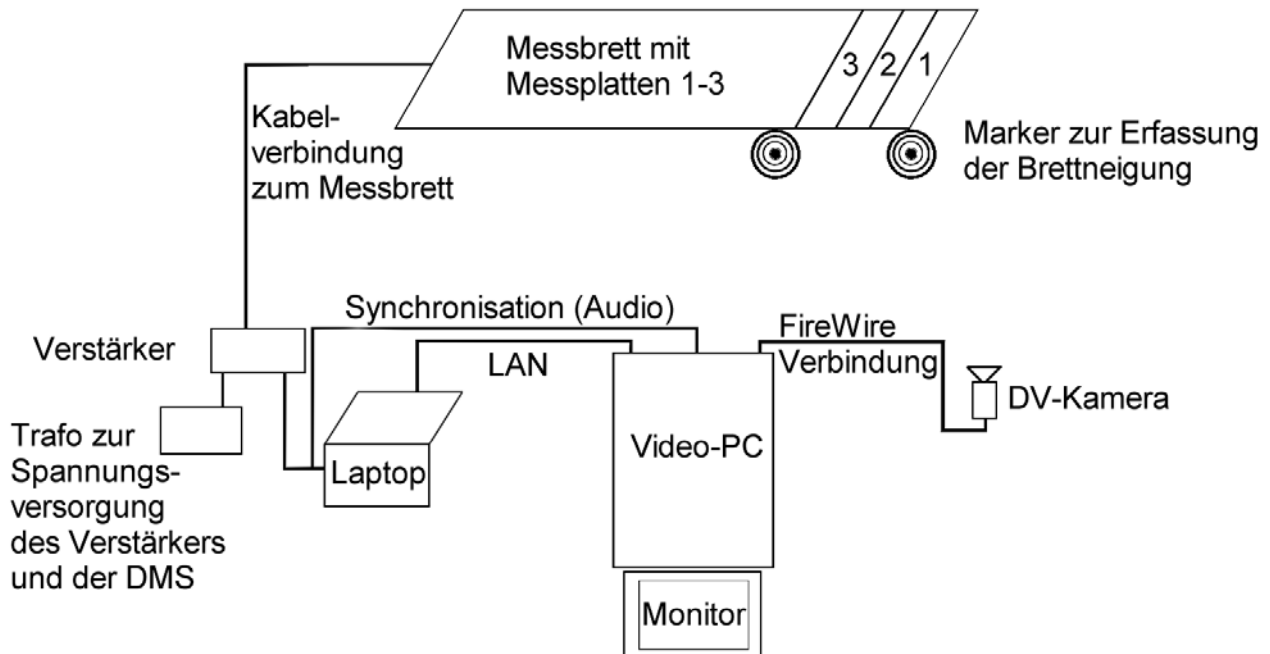 Messbrett mit
Messplatten 1-3
3 2 1
Kabel-
verbindung
zum Messbrett
Marker zur Erfassung
der Brettneigung
Synchronisation (Audio)
FireWire
Verbindung
Verstärker
LAN
DV-Kamera
Trafo zur
Spannungs-
versorgung
des Verstärkers
und der DMS
Laptop
Video-PC
Monitor